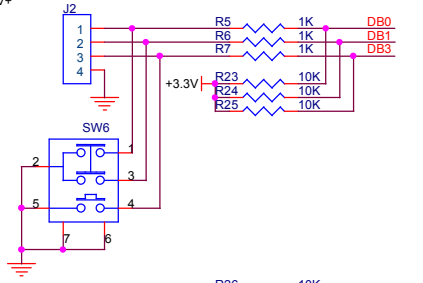 V+
J2
1 R5 1K DB0
2 R6 1K DB1
3 R7 1K DB3
4
+3.3V R23 10K
R24 10K
R25 10K
SW6
2 1
3
5 4
7 6